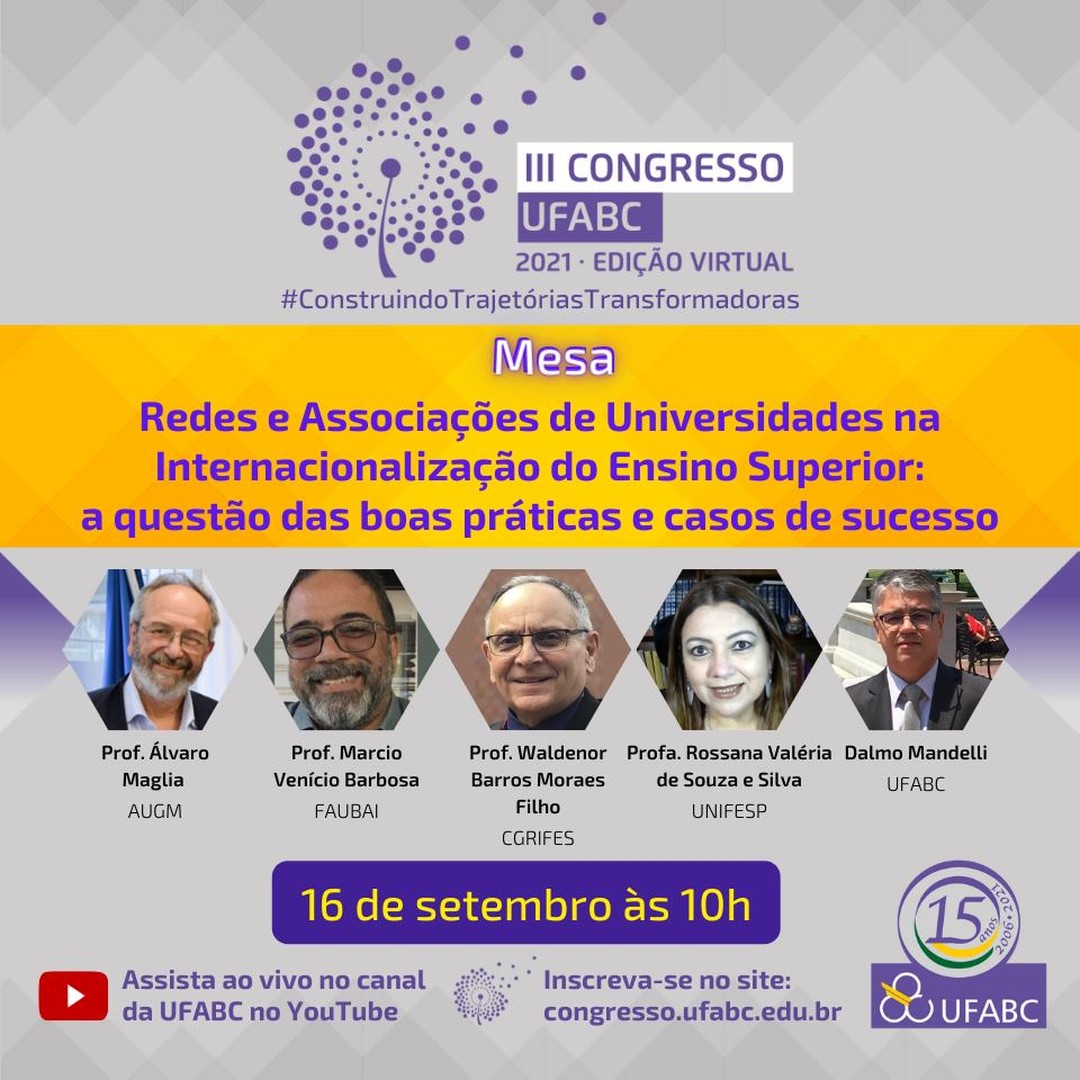 III CONGRESSO
UFABC
2021 · EDIÇÃO VIRTUAL
#ConstruindoTrajetóriasTransformadoras
Mesa
Redes e Associações de Universidades na
Internacionalização do Ensino Superior:
a questão das boas práticas e casos de sucesso
Prof. Álvaro
Maglia
AUGM
Prof. Marcio
Venício Barbosa
FAUBAI
Prof. Waldenor
Barros Moraes
Filho
CGRIFES
Profa. Rossana Valéria
de Souza e Silva
UNIFESP
Dalmo Mandelli
UFABC
16 de setembro às 10h
Assista ao vivo no canal
da UFABC no YouTube
Inscreva-se no site:
congresso.ufabc.edu.br
15
anos
2006•2021
UFABC